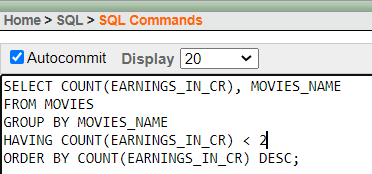 Home > SQL > SQL Commands
Autocommit Display 20
SELECT COUNT(EARNINGS_IN_CR), MOVIES_NAME
FROM MOVIES
GROUP BY MOVIES_NAME
HAVING COUNT(EARNINGS_IN_CR) < 2
ORDER BY COUNT(EARNINGS_IN_CR) DESC;